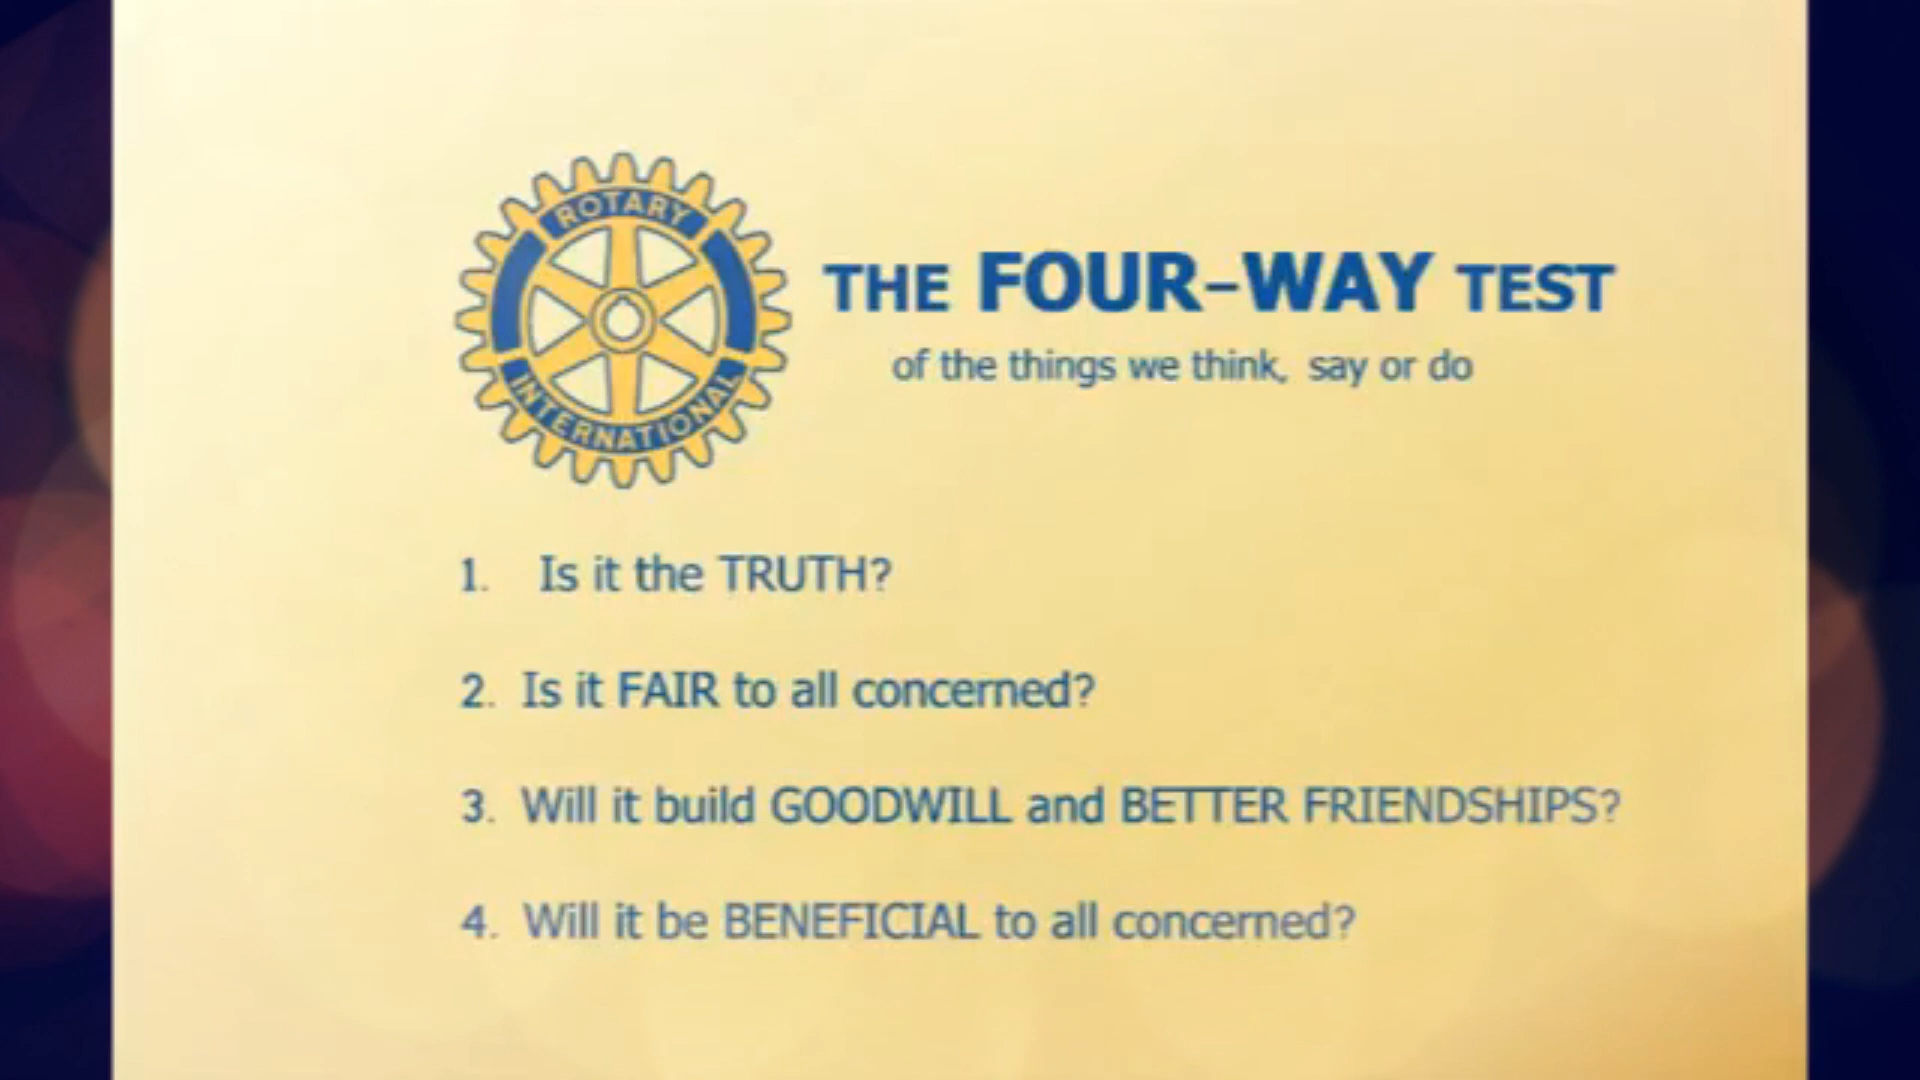 ROTARY
INTERNATIONAL
THE FOUR-WAY TEST
of the things we think, say or do
1. Is it the TRUTH?
2. Is it FAIR to all concerned?
3. Will it build GOODWILL and BETTER FRIENDSHIPS?
4. Will it be BENEFICIAL to all concerned?